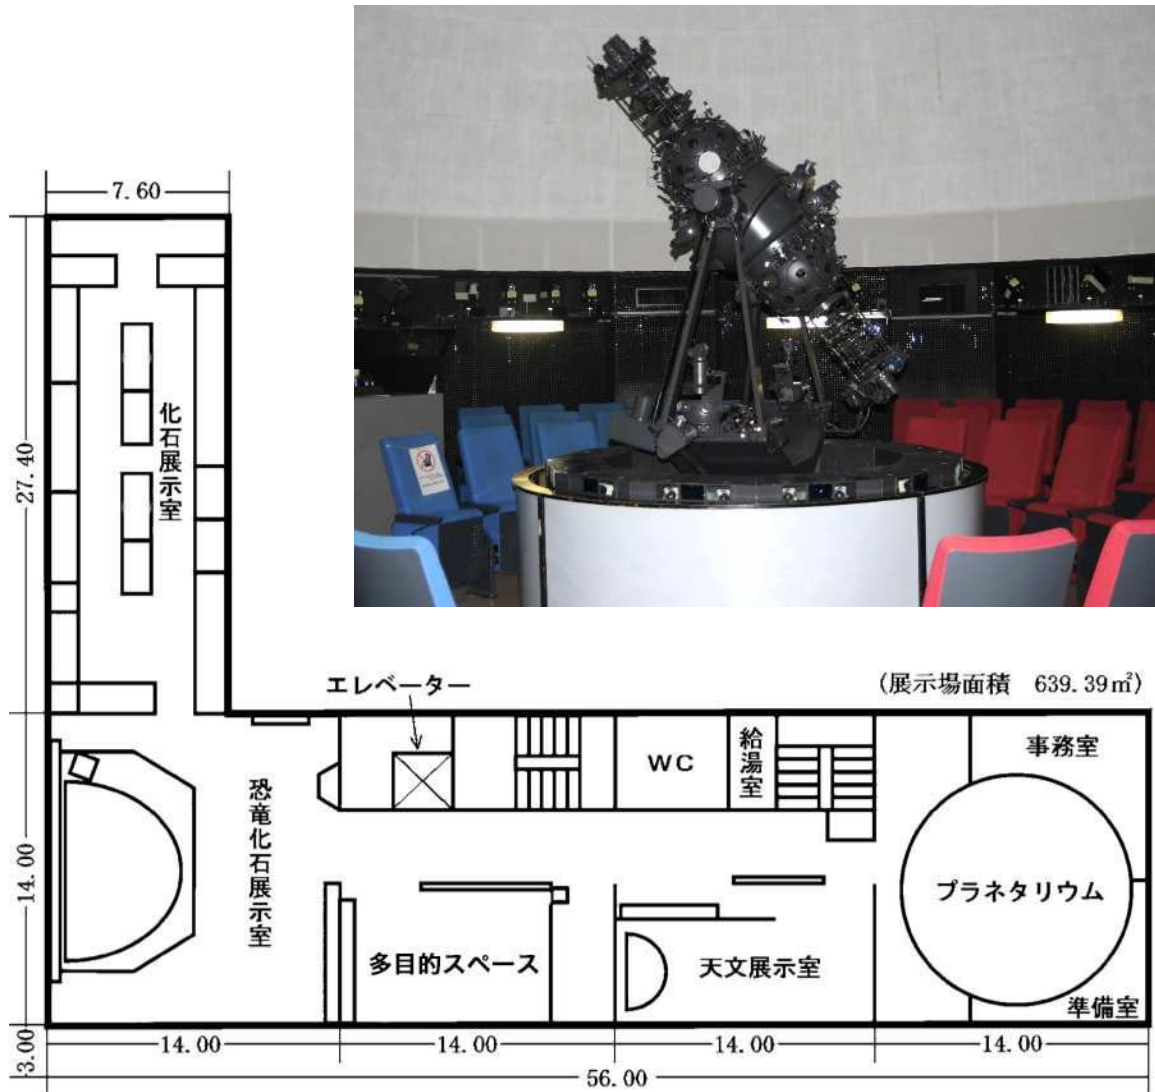 7.60
27.40
化石展示室
エレベーター
(展示場面積 639.39㎡)
事務室
WC
給湯室
恐竜化石展示室
14.00
プラネタリウム
多目的スペース
天文展示室
準備室
3.00
14.00
14.00
14.00
14.00
56.00